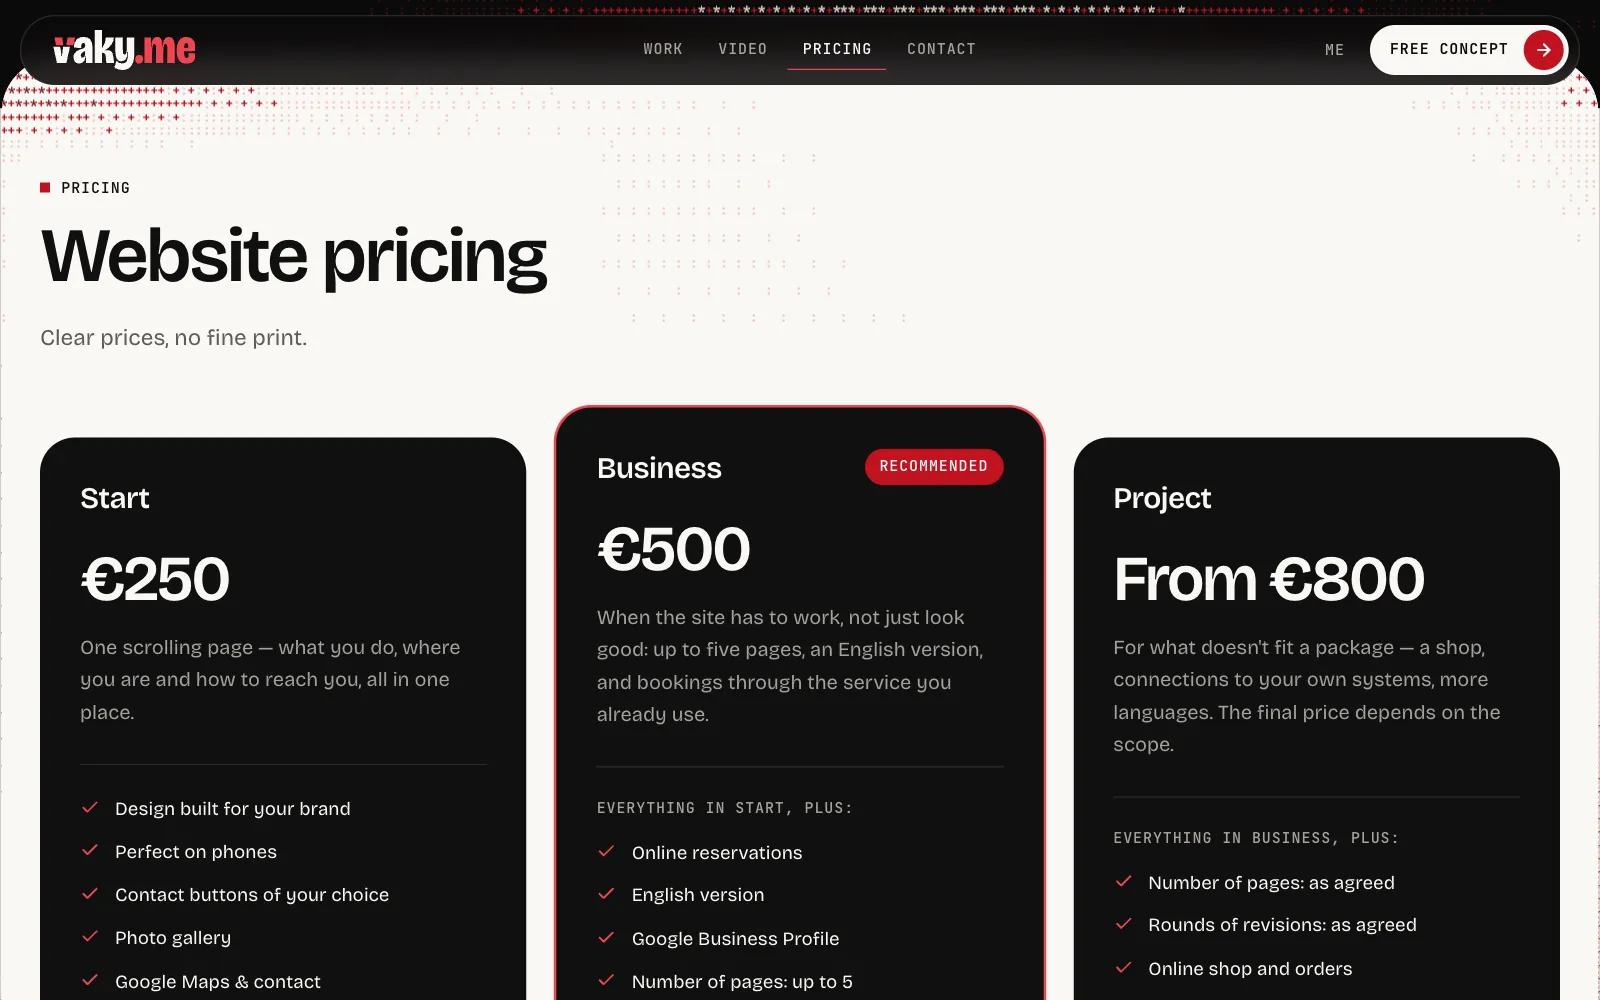 vaky.me
WORK
VIDEO
PRICING
CONTACT
ME
FREE CONCEPT
PRICING
Website pricing
Clear prices, no fine print.
Start
€250
One scrolling page — what you do, where
you are and how to reach you, all in one
place.
Design built for your brand
Perfect on phones
Contact buttons of your choice
Photo gallery
Google Maps & contact
Business
RECOMMENDED
€500
When the site has to work, not just look
good: up to five pages, an English version,
and bookings through the service you
already use.
EVERYTHING IN START, PLUS:
Online reservations
English version
Google Business Profile
Number of pages: up to 5
Project
From €800
For what doesn't fit a package — a shop,
connections to your own systems, more
languages. The final price depends on the
scope.
EVERYTHING IN BUSINESS, PLUS:
Number of pages: as agreed
Rounds of revisions: as agreed
Online shop and orders